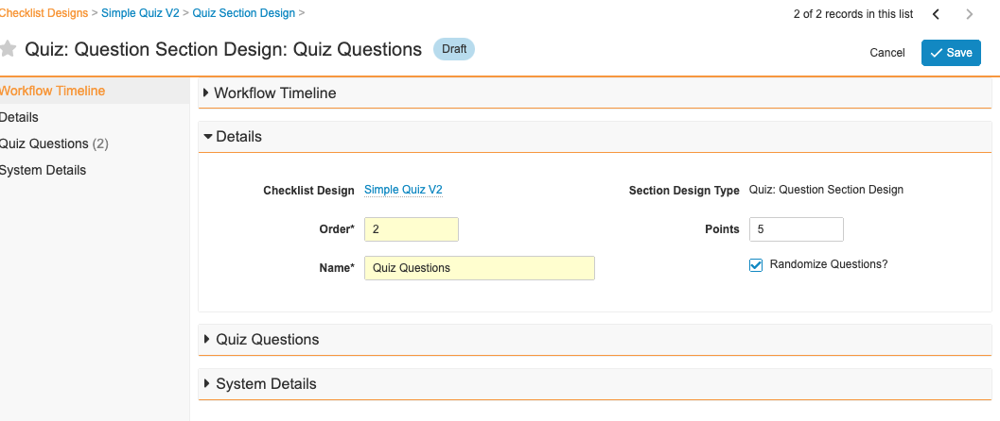 Checklist Designs > Simple Quiz V2 > Quiz Section Design >
2 of 2 records in this list
Quiz: Question Section Design: Quiz Questions
Draft
Cancel
Save
Workflow Timeline
Details
Quiz Questions (2)
System Details
Workflow Timeline
Details
Checklist Design Simple Quiz V2
Section Design Type Quiz: Question Section Design
Order* 2
Points 5
Name* Quiz Questions
Randomize Questions?
Quiz Questions
System Details